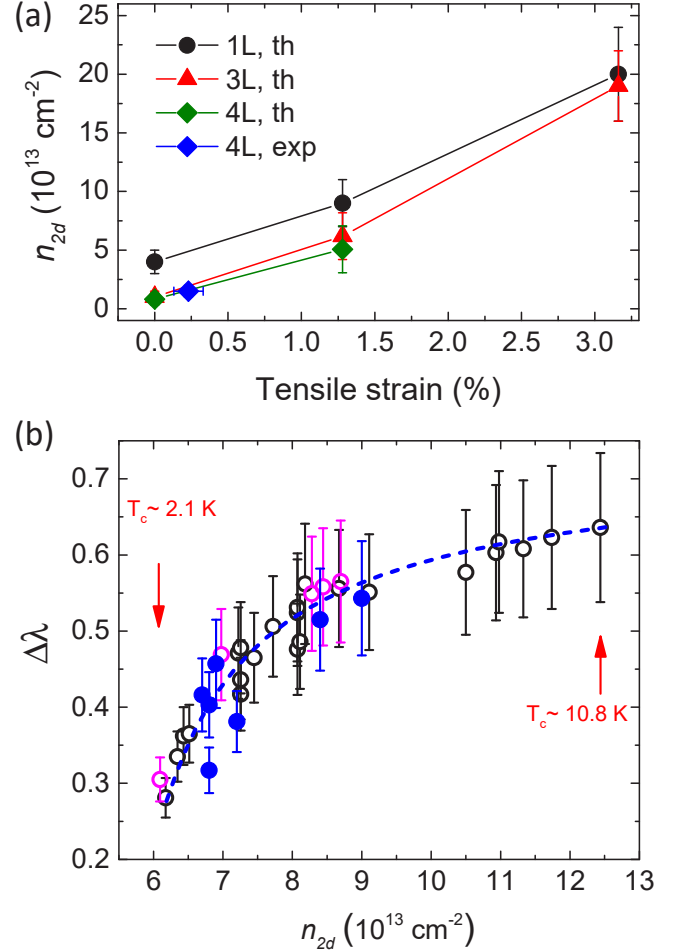 (a)
25
20
15
10
5
0
n2d (10^13 cm^-2)
1L, th
3L, th
4L, th
4L, exp
0.0 0.5 1.0 1.5 2.0 2.5 3.0
Tensile strain (%)
(b)
0.7
0.6
0.5
0.4
0.3
0.2
Δλ
Tc~ 2.1 K
Tc~ 10.8 K
6 7 8 9 10 11 12 13
n2d (10^13 cm^-2)